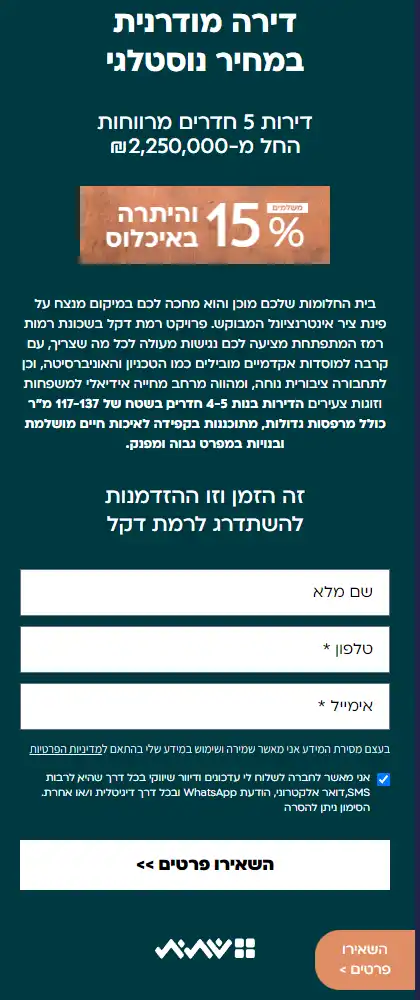 דירה מודרנית
במחיר נוסטלגי
דירות 5 חדרים מרווחות
החל מ-2,250,000₪
משלמים
15% והיתרה
באיכלוס
בית החלומות שלכם מוכן והוא מחכה לכם במיקום מנצח על
פינת ציר אינטרנציונל המבוקש. פרויקט רמת דקל בשכונת רמות
רמז המתפתחת מציעה לכם נגישות מעולה לכל מה שצריך, עם
קרבה למוסדות אקדמיים מובילים כמו הטכניון והאוניברסיטה, וכן
לתחבורה ציבורית נוחה, ומהווה מרחב מחייה אידיאלי למשפחות
וזוגות צעירים הדירות בנות 4-5 חדרים, בשטח של 117-137 מ"ר
כולל מרפסות גדולות, מתוכננות בקפידה לאיכות חיים מושלמת
ובנויות במפרט גבוה ומפנק.
זה הזמן וזו ההזדמנות
להשתדרג לרמת דקל
שם מלא
טלפון *
אימייל *
בעצם מסירת המידע אני מאשר שמירה ושימוש במידע שלי בהתאם למדיניות הפרטיות
אני מאשר לחברה לשלוח לי עדכונים ודיוור שיווקי בכל דרך שהיא לרבות
SMS,דואר אלקטרוני, הודעת WhatsApp ובכל דרך דיגיטלית ו/או אחרת.
הסימון ניתן להסרה
השאירו פרטים >>
השאירו
פרטים >